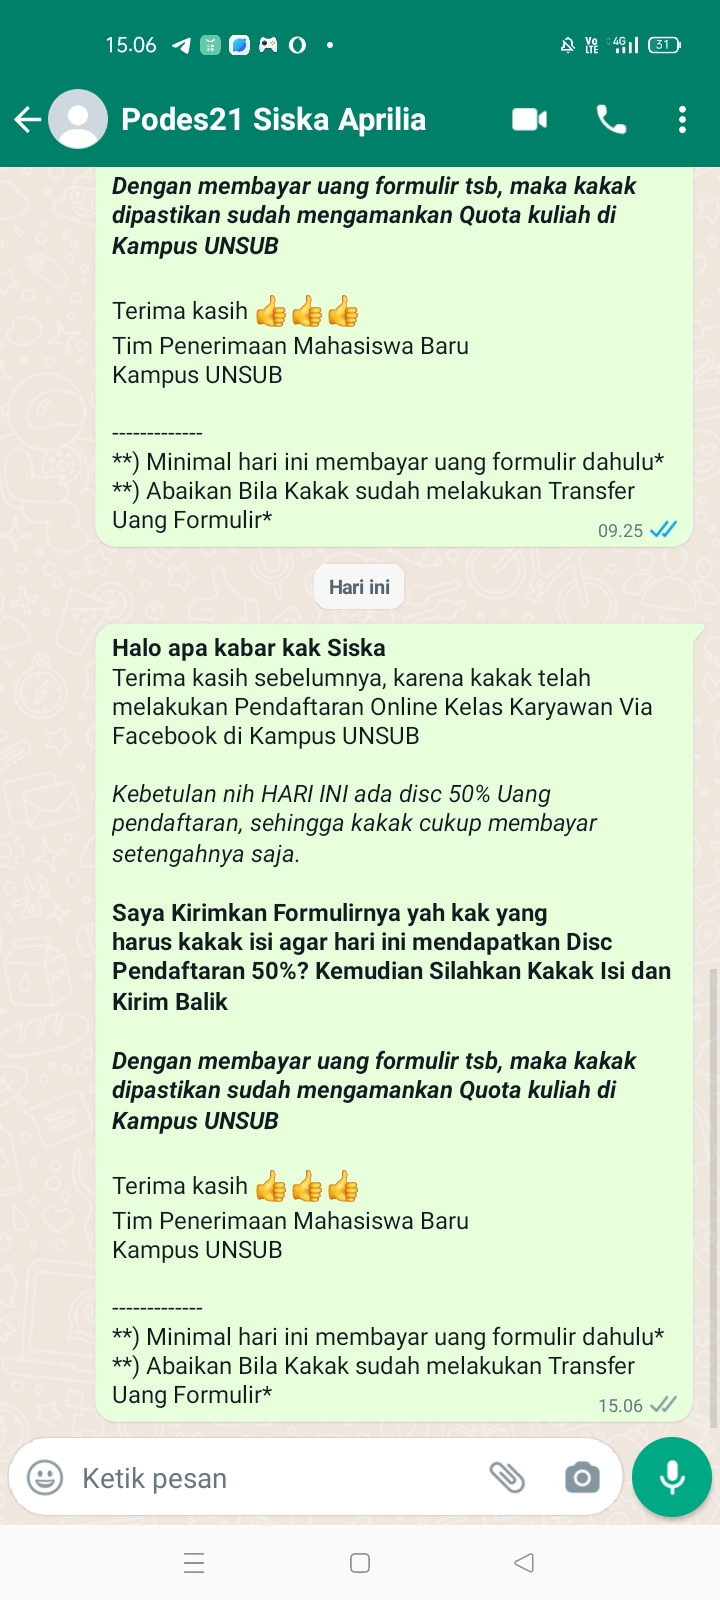 15.06
Vo LTE 4G 31
Podes21 Siska Aprilia
Dengan membayar uang formulir tsb, maka kakak
dipastikan sudah mengamankan Quota kuliah di
Kampus UNSUB
Terima kasih 👍👍👍
Tim Penerimaan Mahasiswa Baru
Kampus UNSUB
-------------
**) Minimal hari ini membayar uang formulir dahulu*
**) Abaikan Bila Kakak sudah melakukan Transfer
Uang Formulir*
09.25
Hari ini
Halo apa kabar kak Siska
Terima kasih sebelumnya, karena kakak telah
melakukan Pendaftaran Online Kelas Karyawan Via
Facebook di Kampus UNSUB
Kebetulan nih HARI INI ada disc 50% Uang
pendaftaran, sehingga kakak cukup membayar
setengahnya saja.
Saya Kirimkan Formulirnya yah kak yang
harus kakak isi agar hari ini mendapatkan Disc
Pendaftaran 50%? Kemudian Silahkan Kakak Isi dan
Kirim Balik
Dengan membayar uang formulir tsb, maka kakak
dipastikan sudah mengamankan Quota kuliah di
Kampus UNSUB
Terima kasih 👍👍👍
Tim Penerimaan Mahasiswa Baru
Kampus UNSUB
-------------
**) Minimal hari ini membayar uang formulir dahulu*
**) Abaikan Bila Kakak sudah melakukan Transfer
Uang Formulir*
15.06
Ketik pesan